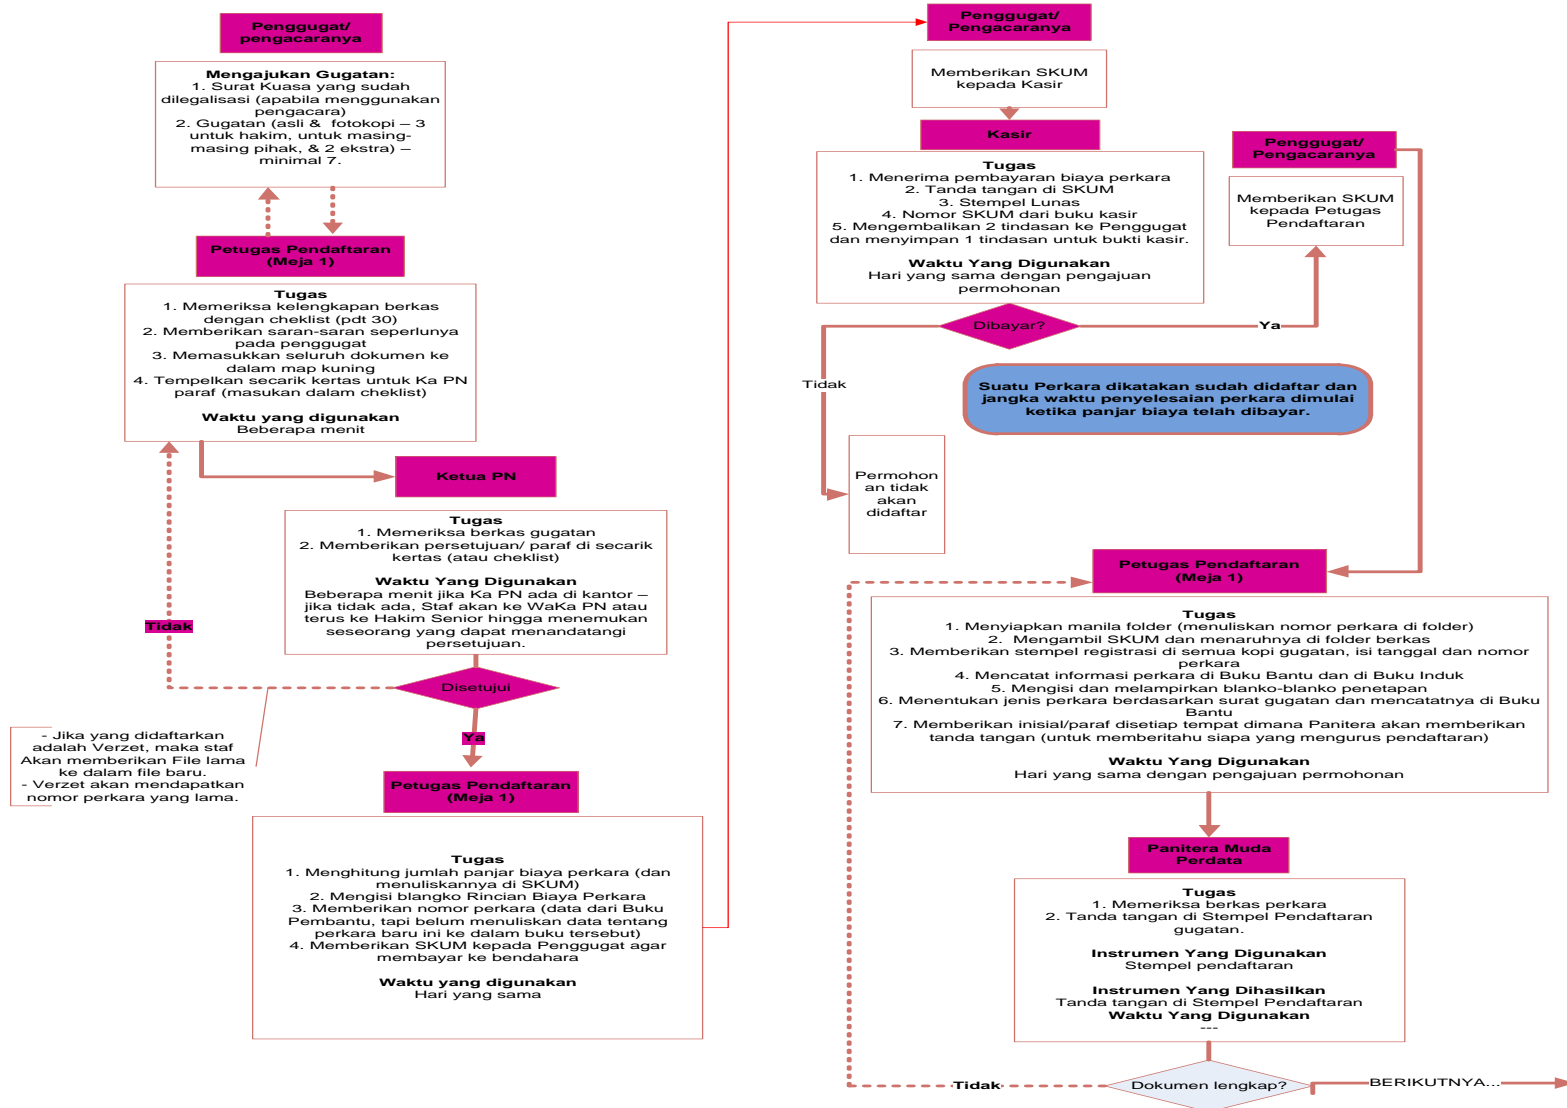 Penggugat/
pengacaranya
Mengajukan Gugatan:
1. Surat Kuasa yang sudah
dilegalisasi (apabila menggunakan
pengacara)
2. Gugatan (asli & fotokopi – 3
untuk hakim, untuk masing-
masing pihak, & 2 ekstra) –
minimal 7.
Petugas Pendaftaran
(Meja 1)
Tugas
1. Memeriksa kelengkapan berkas
dengan cheklist (pdt 30)
2. Memberikan saran-saran seperlunya
pada penggugat
3. Memasukkan seluruh dokumen ke
dalam map kuning
4. Tempelkan secarik kertas untuk Ka PN
paraf (masukan dalam cheklist)
Waktu yang digunakan
Beberapa menit
Ketua PN
Tugas
1. Memeriksa berkas gugatan
2. Memberikan persetujuan/ paraf di secarik
kertas (atau cheklist)
Waktu Yang Digunakan
Beberapa menit jika Ka PN ada di kantor –
jika tidak ada, Staf akan ke WaKa PN atau
terus ke Hakim Senior hingga menemukan
seseorang yang dapat menandatangi
persetujuan.
Tidak
Disetujui
Ya
- Jika yang didaftarkan
adalah Verzet, maka staf
Akan memberikan File lama
ke dalam file baru.
- Verzet akan mendapatkan
nomor perkara yang lama.
Petugas Pendaftaran
(Meja 1)
Tugas
1. Menghitung jumlah panjar biaya perkara (dan
menuliskannya di SKUM)
2. Mengisi blangko Rincian Biaya Perkara
3. Memberikan nomor perkara (data dari Buku
Pembantu, tapi belum menuliskan data tentang
perkara baru ini ke dalam buku tersebut)
4. Memberikan SKUM kepada Penggugat agar
membayar ke bendahara
Waktu yang digunakan
Hari yang sama
Penggugat/
Pengacaranya
Memberikan SKUM
kepada Kasir
Kasir
Tugas
1. Menerima pembayaran biaya perkara
2. Tanda tangan di SKUM
3. Stempel Lunas
4. Nomor SKUM dari buku kasir
5. Mengembalikan 2 tindasan ke Penggugat
dan menyimpan 1 tindasan untuk bukti kasir.
Waktu Yang Digunakan
Hari yang sama dengan pengajuan
permohonan
Penggugat/
Pengacaranya
Memberikan SKUM
kepada Petugas
Pendaftaran
Dibayar?
Ya
Tidak
Suatu Perkara dikatakan sudah didaftar dan
jangka waktu penyelesaian perkara dimulai
ketika panjar biaya telah dibayar.
Permohon
an tidak
akan
didaftar
Petugas Pendaftaran
(Meja 1)
Tugas
1. Menyiapkan manila folder (menuliskan nomor perkara di folder)
2. Mengambil SKUM dan menaruhnya di folder berkas
3. Memberikan stempel registrasi di semua kopi gugatan, isi tanggal dan nomor
perkara
4. Mencatat informasi perkara di Buku Bantu dan di Buku Induk
5. Mengisi dan melampirkan blanko-blanko penetapan
6. Menentukan jenis perkara berdasarkan surat gugatan dan mencatatnya di Buku
Bantu
7. Memberikan inisial/paraf disetiap tempat dimana Panitera akan memberikan
tanda tangan (untuk memberitahu siapa yang mengurus pendaftaran)
Waktu Yang Digunakan
Hari yang sama dengan pengajuan permohonan
Panitera Muda
Perdata
Tugas
1. Memeriksa berkas perkara
2. Tanda tangan di Stempel Pendaftaran
gugatan.
Instrumen Yang Digunakan
Stempel pendaftaran
Instrumen Yang Dihasilkan
Tanda tangan di Stempel Pendaftaran
Waktu Yang Digunakan
---
Tidak
Dokumen lengkap?
BERIKUTNYA...